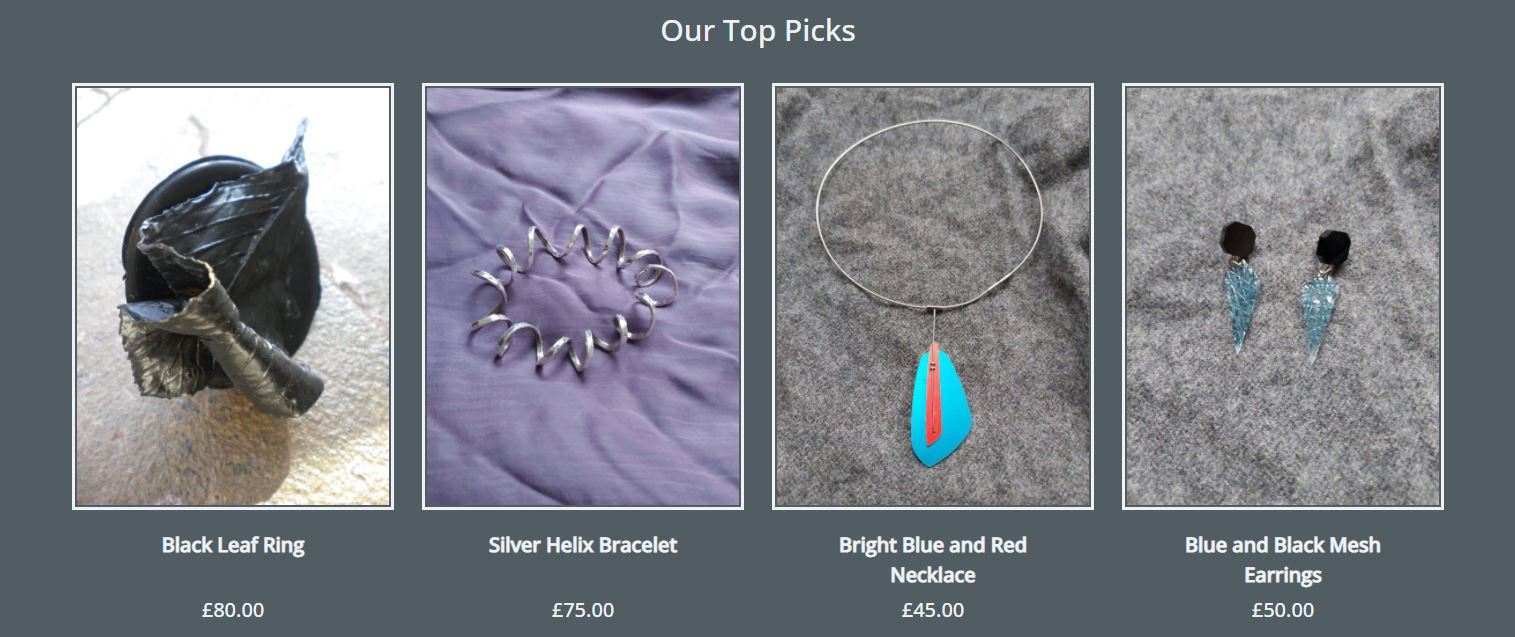 Our Top Picks
Black Leaf Ring
£80.00
Silver Helix Bracelet
£75.00
Bright Blue and Red
Necklace
£45.00
Blue and Black Mesh
Earrings
£50.00